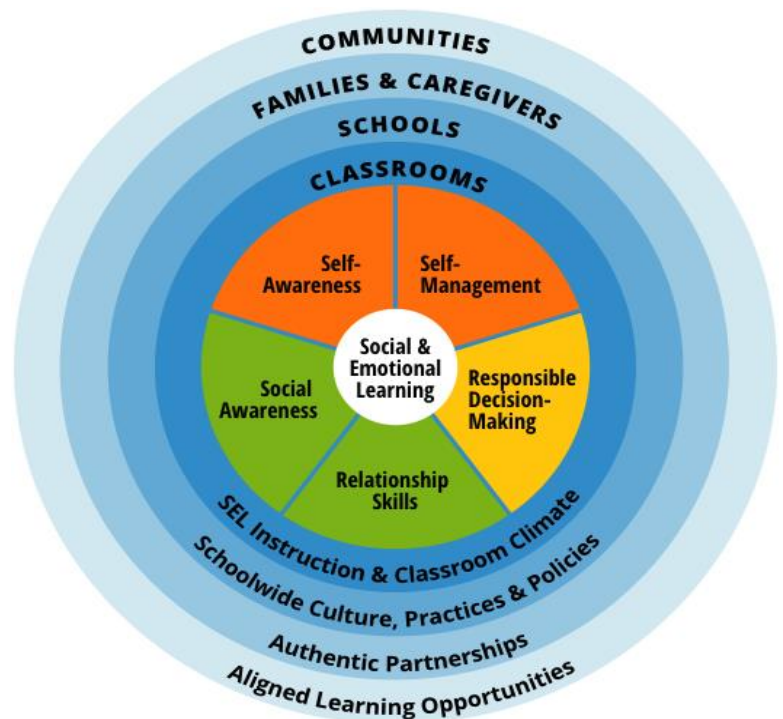 COMMUNITIES
FAMILIES & CAREGIVERS
SCHOOLS
CLASSROOMS
Self-
Awareness
Self-
Management
Social &
Emotional
Learning
Social
Awareness
Responsible
Decision-
Making
Relationship
Skills
SEL Instruction & Classroom Climate
Schoolwide Culture, Practices & Policies
Authentic Partnerships
Aligned Learning Opportunities